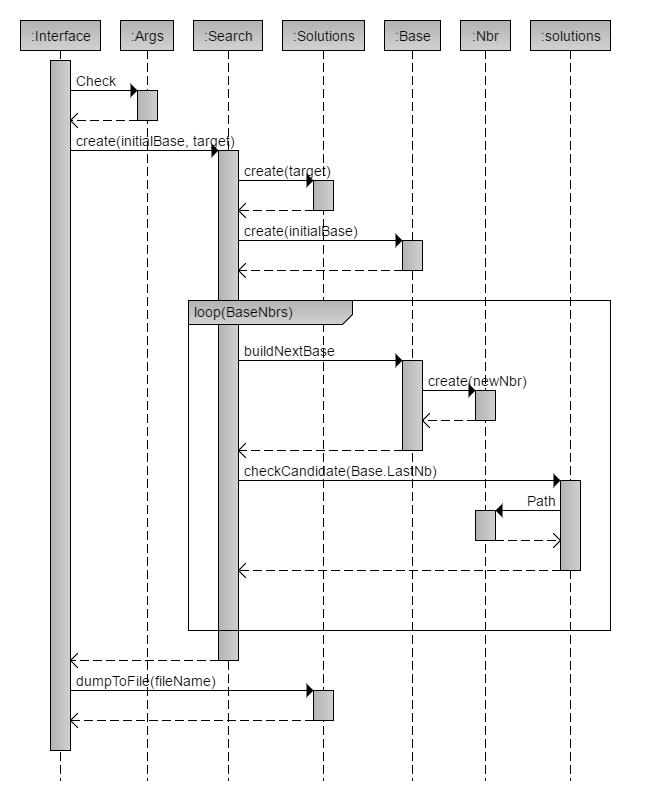 :Interface
:Args
:Search
:Solutions
:Base
:Nbr
:solutions
Check
create(initialBase, target)
create(target)
create(initialBase)
loop(BaseNbrs)
buildNextBase
create(newNbr)
checkCandidate(Base.LastNb)
Path
dumpToFile(fileName)